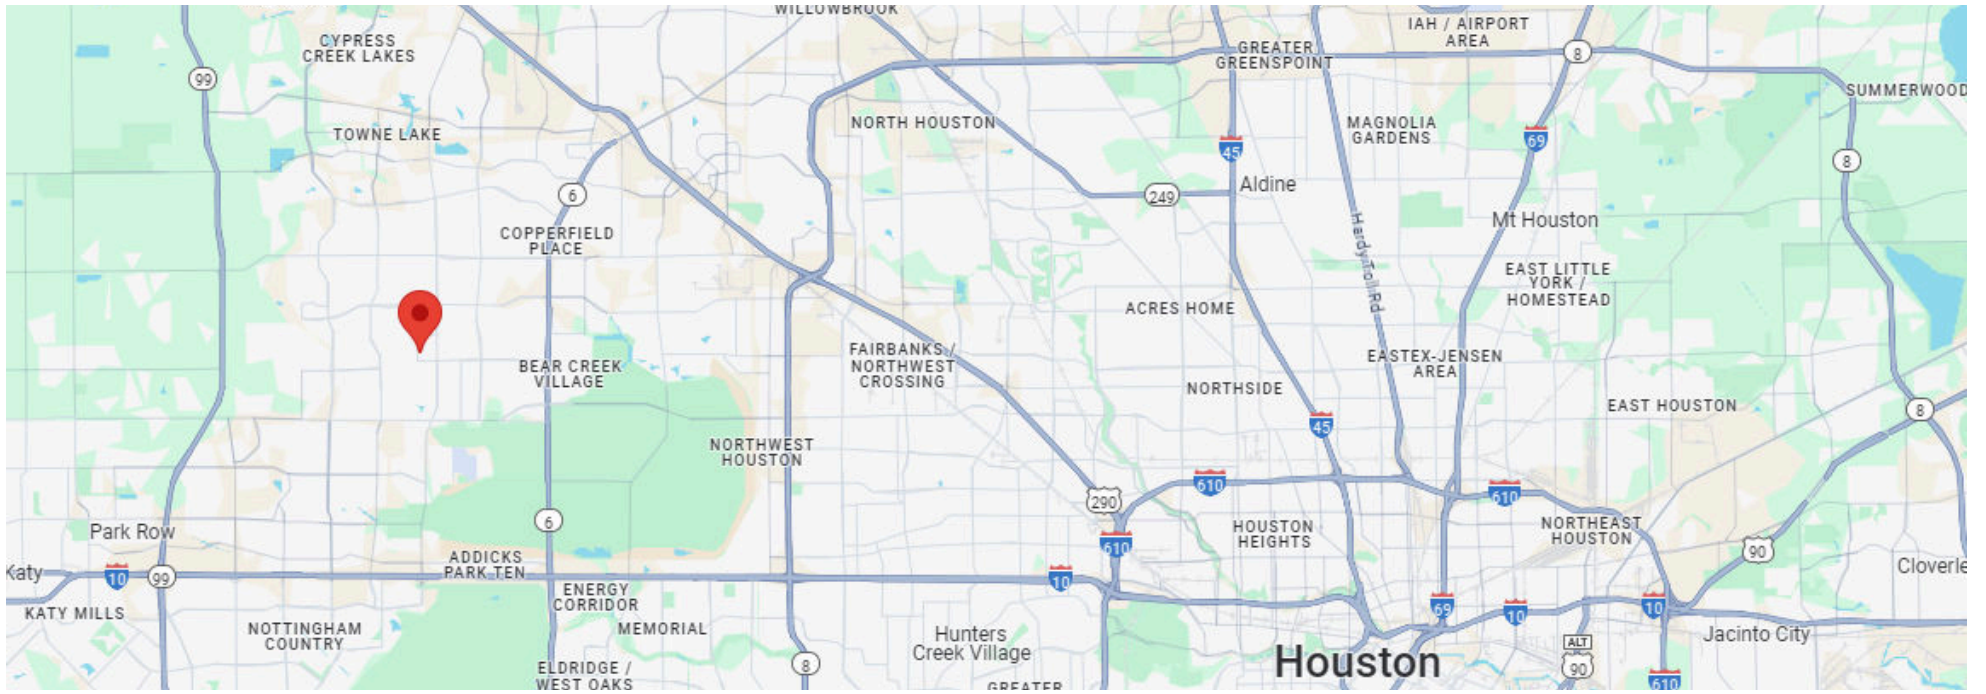 WILLOWBROOK
IAH / AIRPORT
AREA
CYPRESS
CREEK LAKES
GREATER
GREENSPOINT
8
99
SUMMERWOOD
NORTH HOUSTON
MAGNOLIA
GARDENS
TOWNE LAKE
45
69
8
6
249
Aldine
Mt Houston
COPPERFIELD
PLACE
Hardy Toll Rd
EAST LITTLE
YORK /
HOMESTEAD
ACRES HOME
FAIRBANKS /
NORTHWEST
CROSSING
EASTEX-JENSEN
AREA
BEAR CREEK
VILLAGE
NORTHSIDE
EAST HOUSTON
8
45
NORTHWEST
HOUSTON
610
610
290
6
Park Row
HOUSTON
HEIGHTS
NORTHEAST
HOUSTON
610
90
ADDICKS
PARK TEN
Katy
10
99
10
Cloverle
ENERGY
CORRIDOR
KATY MILLS
69
10
10
NOTTINGHAM
COUNTRY
MEMORIAL
Hunters
Creek Village
Jacinto City
ALT
90
8
Houston
ELDRIDGE /
WEST OAKS
GREATER
610